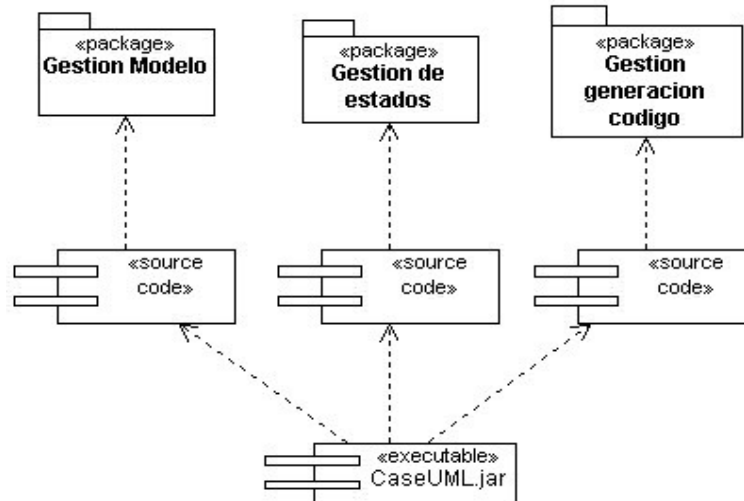 «package»
Gestion Modelo
«package»
Gestion de
estados
«package»
Gestion
generacion
codigo
«source
code»
«source
code»
«source
code»
«executable»
CaseUML.jar